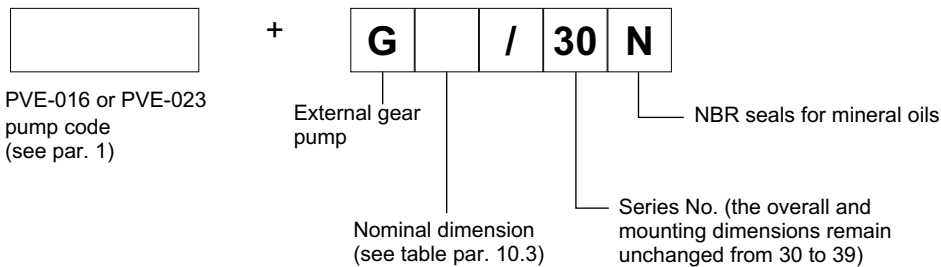 + G / 30 N
PVE-016 or PVE-023
pump code
(see par. 1)
External gear
pump
NBR seals for mineral oils
Nominal dimension
(see table par. 10.3)
Series No. (the overall and
mounting dimensions remain
unchanged from 30 to 39)